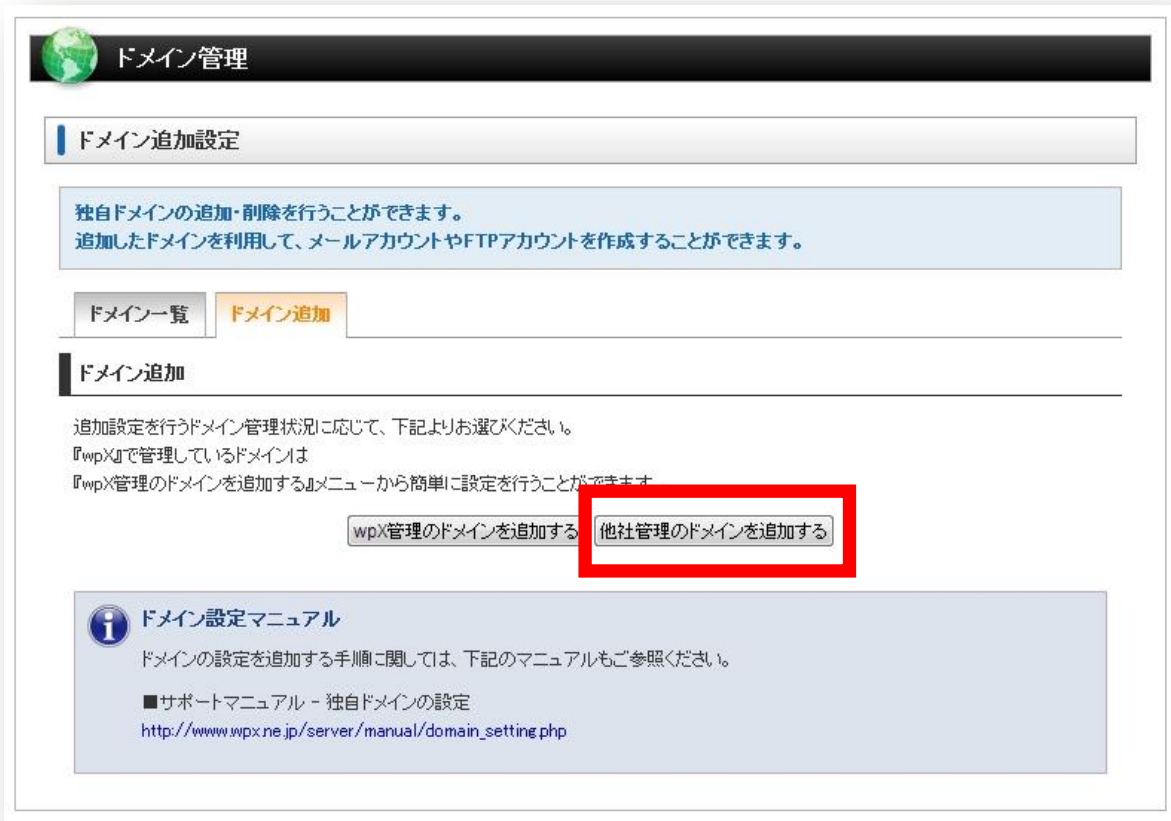 ドメイン管理
ドメイン追加設定
独自ドメインの追加・削除を行うことができます。
追加したドメインを利用して、メールアカウントやFTPアカウントを作成することができます。
ドメイン一覧
ドメイン追加
ドメイン追加
追加設定を行うドメイン管理状況に応じて、下記よりお選びください。
『wpX』で管理しているドメインは
『wpX管理のドメインを追加する』メニューから簡単に設定を行うことができます
wpX管理のドメインを追加する
他社管理のドメインを追加する
ドメイン設定マニュアル
ドメインの設定を追加する手順に関しては、下記のマニュアルもご参照ください。
■サポートマニュアル - 独自ドメインの設定
http://www.wpx.ne.jp/server/manual/domain_setting.php